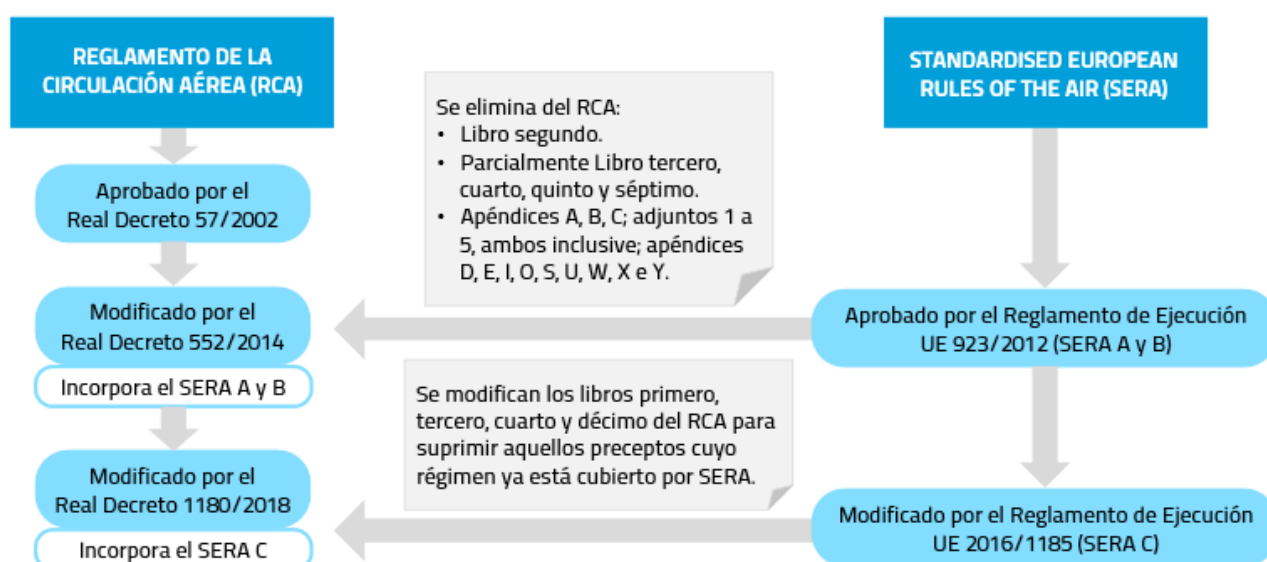 REGLAMENTO DE LA
CIRCULACIÓN AÉREA (RCA)
STANDARDISED EUROPEAN
RULES OF THE AIR (SERA)
Se elimina del RCA:
• Libro segundo.
• Parcialmente Libro tercero,
cuarto, quinto y séptimo.
• Apéndices A, B, C; adjuntos 1 a
5, ambos inclusive; apéndices
D, E, I, O, S, U, W, X e Y.
Aprobado por el
Real Decreto 57/2002
Modificado por el
Real Decreto 552/2014
Incorpora el SERA A y B
Aprobado por el Reglamento de Ejecución
UE 923/2012 (SERA A y B)
Se modifican los libros primero,
tercero, cuarto y décimo del RCA para
suprimir aquellos preceptos cuyo
régimen ya está cubierto por SERA.
Modificado por el
Real Decreto 1180/2018
Incorpora el SERA C
Modificado por el Reglamento de Ejecución
UE 2016/1185 (SERA C)